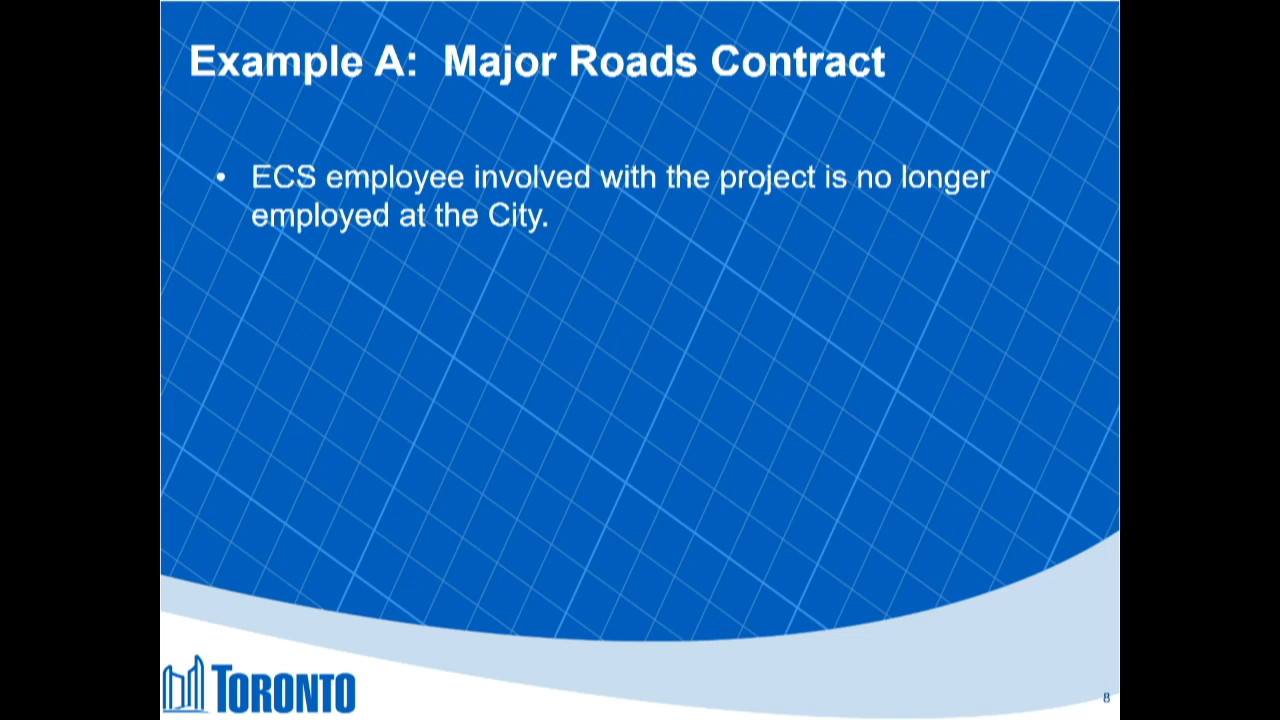 Example A:  Major Roads Contract
• ECS employee involved with the project is no longer
employed at the City.
TORONTO
8